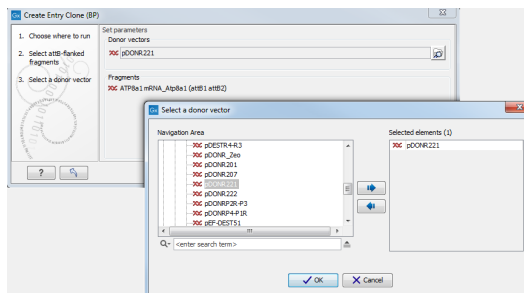 Create Entry Clone (BP)
1. Choose where to run
2. Select attB-flanked fragments
3. Select a donor vector
Set parameters
Donor vectors
pDONR221
Fragments
ATP8a1 mRNA_Atp8a1 (attB1 attB2)
Select a donor vector
Navigation Area
pDESTR4-R3
pDONR_Zeo
pDONR201
pDONR207
pDONR221
pDONR222
pDONRP2R-P3
pDONRP4-P1R
pEF-DEST51
<enter search term>
Selected elements (1)
pDONR221
OK
Cancel